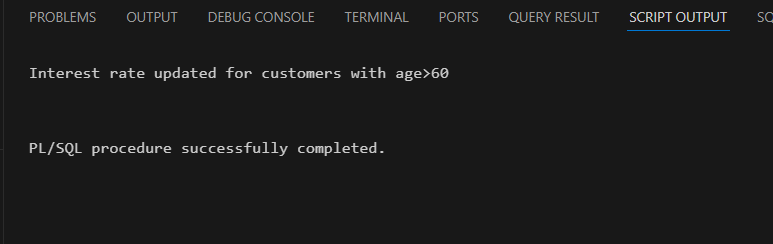 PROBLEMS OUTPUT DEBUG CONSOLE TERMINAL PORTS QUERY RESULT SCRIPT OUTPUT SQ
Interest rate updated for customers with age>60
PL/SQL procedure successfully completed.